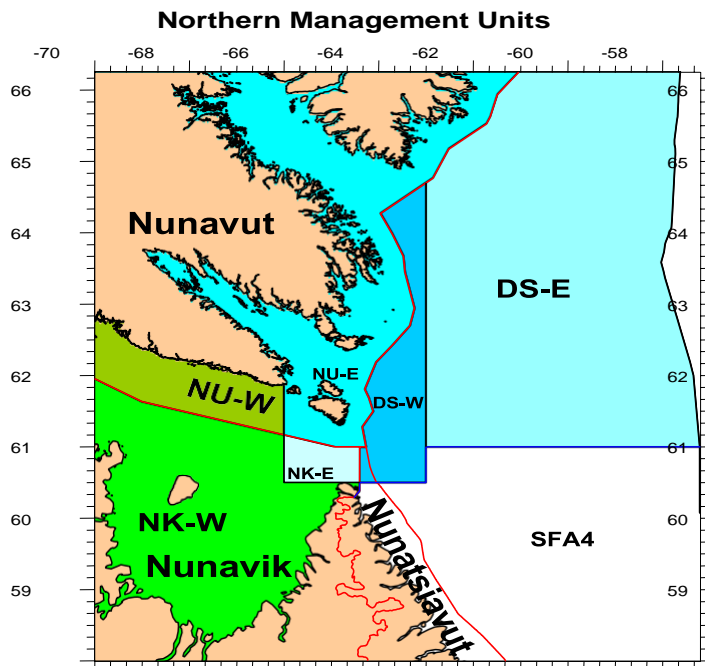 Northern Management Units
-70 -68 -66 -64 -62 -60 -58
66 66
65 65
64 64
63 63
62 62
61 61
60 60
59 59
Nunavut
DS-E
NU-E
NU-W
DS-W
NK-E
NK-W
Nunavik
Nunatsiavut
SFA4